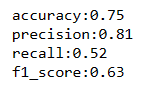 accuracy:0.75
precision:0.81
recall:0.52
f1_score:0.63